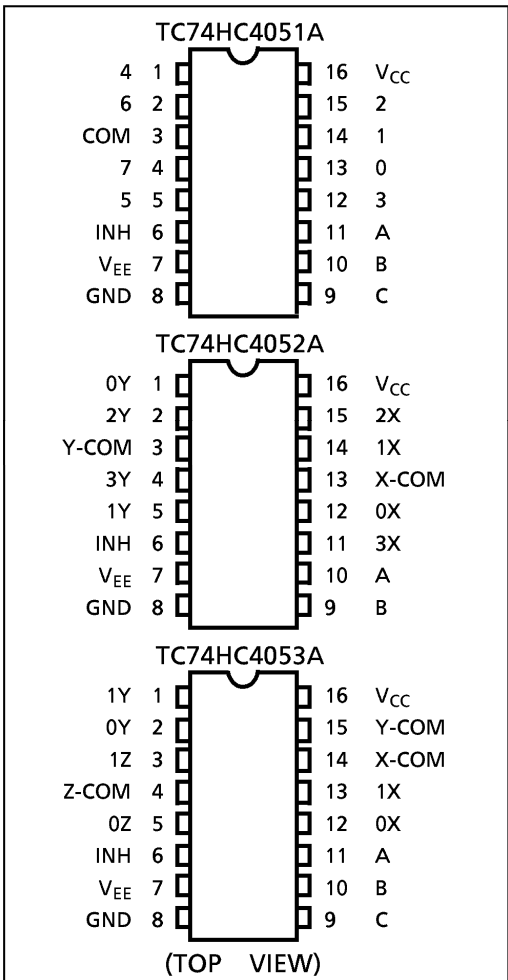 TC74HC4051A
4 1 16 VCC
6 2 15 2
COM 3 14 1
7 4 13 0
5 5 12 3
INH 6 11 A
VEE 7 10 B
GND 8 9 C
TC74HC4052A
0Y 1 16 VCC
2Y 2 15 2X
Y-COM 3 14 1X
3Y 4 13 X-COM
1Y 5 12 0X
INH 6 11 3X
VEE 7 10 A
GND 8 9 B
TC74HC4053A
1Y 1 16 VCC
0Y 2 15 Y-COM
1Z 3 14 X-COM
Z-COM 4 13 1X
0Z 5 12 0X
INH 6 11 A
VEE 7 10 B
GND 8 9 C
(TOP VIEW)